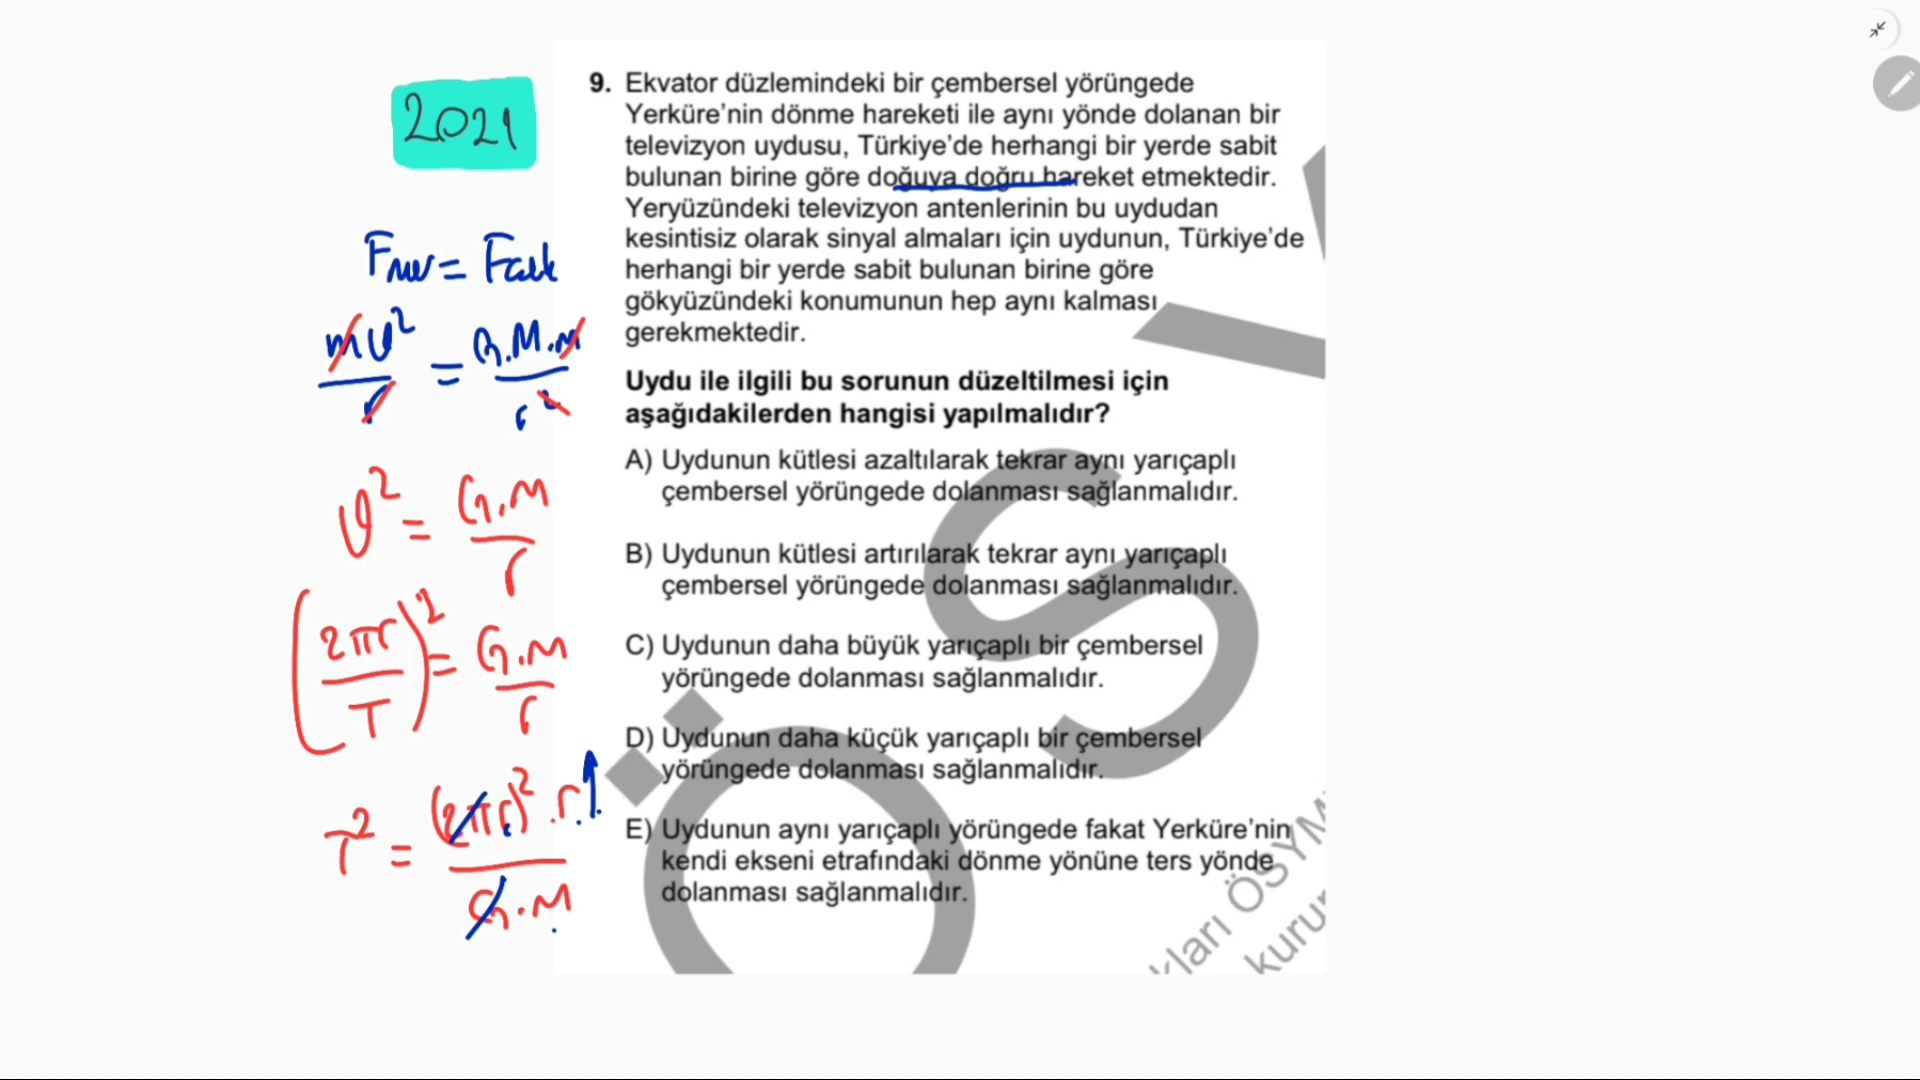 2021
F = F
mv² / r = G.M.m / r²
v² = G.M / r
(2πr / T)² = G.M / r
T² = (2πr)² . r / G.M
9. Ekvator düzlemindeki bir çembersel yörüngede
Yerküre'nin dönme hareketi ile aynı yönde dolanan bir
televizyon uydusu, Türkiye'de herhangi bir yerde sabit
bulunan birine göre doğuya doğru hareket etmektedir.
Yeryüzündeki televizyon antenlerinin bu uydudan
kesintisiz olarak sinyal almaları için uydunun, Türkiye'de
herhangi bir yerde sabit bulunan birine göre
gökyüzündeki konumunun hep aynı kalması
gerekmektedir.
Uydu ile ilgili bu sorunun düzeltilmesi için
aşağıdakilerden hangisi yapılmalıdır?
A) Uydunun kütlesi azaltılarak tekrar aynı yarıçaplı
çembersel yörüngede dolanması sağlanmalıdır.
B) Uydunun kütlesi artırılarak tekrar aynı yarıçaplı
çembersel yörüngede dolanması sağlanmalıdır.
C) Uydunun daha büyük yarıçaplı bir çembersel
yörüngede dolanması sağlanmalıdır.
D) Uydunun daha küçük yarıçaplı bir çembersel
yörüngede dolanması sağlanmalıdır.
E) Uydunun aynı yarıçaplı yörüngede fakat Yerküre'nin
kendi ekseni etrafındaki dönme yönüne ters yönde
dolanması sağlanmalıdır.
ÖSY
kları ÖSYM
kuru